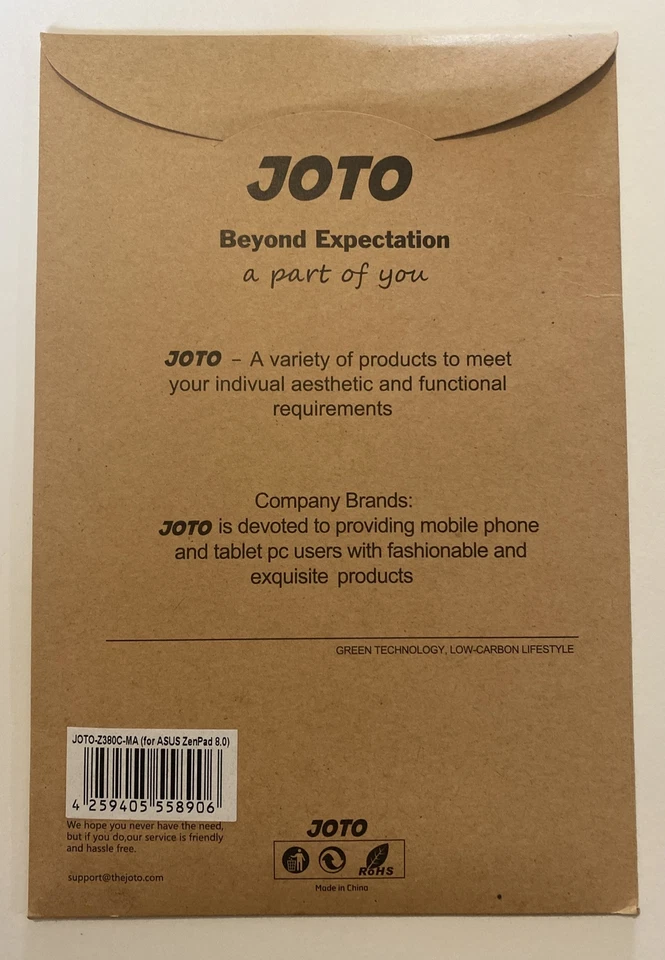 JOTO
Beyond Expectation
a part of you
JOTO – A variety of products to meet
your indivual aesthetic and functional
requirements
Company Brands:
JOTO is devoted to providing mobile phone
and tablet pc users with fashionable and
exquisite products
GREEN TECHNOLOGY, LOW-CARBON LIFESTYLE
JOTO-Z380C-MA (for ASUS ZenPad 8.0)
4 259405 558906
We hope you never have the need,
but if you do,our service is friendly
and hassle free.
support@thejoto.com
JOTO
RoHS
Made in China